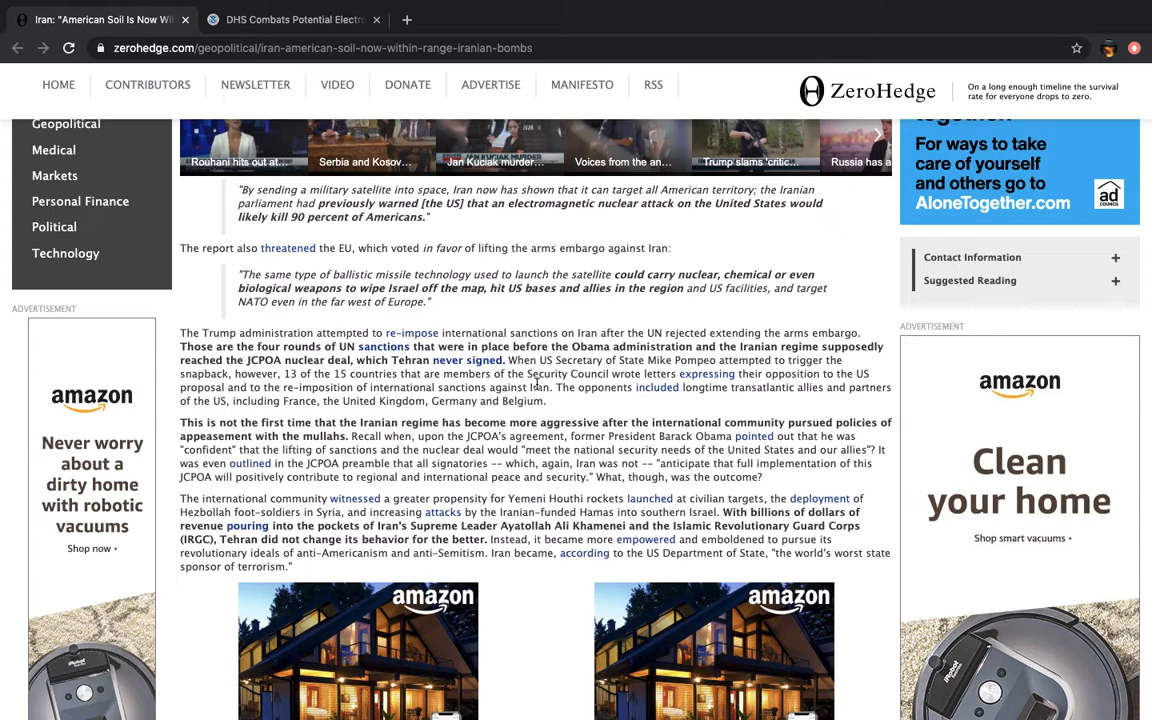 Iran: "American Soil Is Now Wit
DHS Combats Potential Electro
zerohedge.com/geopolitical/iran-american-soil-now-within-range-iranian-bombs
HOME
CONTRIBUTORS
NEWSLETTER
VIDEO
DONATE
ADVERTISE
MANIFESTO
RSS
ZeroHedge
On a long enough timeline the survival
rate for everyone drops to zero.
Geopolitical
Medical
Markets
Personal Finance
Political
Technology
ADVERTISEMENT
amazon
Never worry
about a
dirty home
with robotic
vacuums
Shop now
Rouhani hits out at...
Serbia and Kosov...
Jan Kuciak murder...
Voices from the an...
Trump slams 'critic...
Russia has a
"By sending a military satellite into space, Iran now has shown that it can target all American territory; the Iranian
parliament had previously warned [the US] that an electromagnetic nuclear attack on the United States would
likely kill 90 percent of Americans."
The report also threatened the EU, which voted in favor of lifting the arms embargo against Iran:
"The same type of ballistic missile technology used to launch the satellite could carry nuclear, chemical or even
biological weapons to wipe Israel off the map, hit US bases and allies in the region and US facilities, and target
NATO even in the far west of Europe."
The Trump administration attempted to re-impose international sanctions on Iran after the UN rejected extending the arms embargo.
Those are the four rounds of UN sanctions that were in place before the Obama administration and the Iranian regime supposedly
reached the JCPOA nuclear deal, which Tehran never signed. When US Secretary of State Mike Pompeo attempted to trigger the
snapback, however, 13 of the 15 countries that are members of the Security Council wrote letters expressing their opposition to the US
proposal and to the re-imposition of international sanctions against Iran. The opponents included longtime transatlantic allies and partners
of the US, including France, the United Kingdom, Germany and Belgium.
This is not the first time that the Iranian regime has become more aggressive after the international community pursued policies of
appeasement with the mullahs. Recall when, upon the JCPOA's agreement, former President Barack Obama pointed out that he was
"confident" that the lifting of sanctions and the nuclear deal would "meet the national security needs of the United States and our allies"? It
was even outlined in the JCPOA preamble that all signatories -- which, again, Iran was not -- "anticipate that full implementation of this
JCPOA will positively contribute to regional and international peace and security." What, though, was the outcome?
The international community witnessed a greater propensity for Yemeni Houthi rockets launched at civilian targets, the deployment of
Hezbollah foot-soldiers in Syria, and increasing attacks by the Iranian-funded Hamas into southern Israel. With billions of dollars of
revenue pouring into the pockets of Iran's Supreme Leader Ayatollah Ali Khamenei and the Islamic Revolutionary Guard Corps
(IRGC), Tehran did not change its behavior for the better. Instead, it became more empowered and emboldened to pursue its
revolutionary ideals of anti-Americanism and anti-Semitism. Iran became, according to the US Department of State, "the world's worst state
sponsor of terrorism."
amazon
amazon
together
For ways to take
care of yourself
and others go to
AloneTogether.com
ad
COUNCIL
Contact Information
Suggested Reading
ADVERTISEMENT
amazon
Clean
your home
Shop smart vacuums